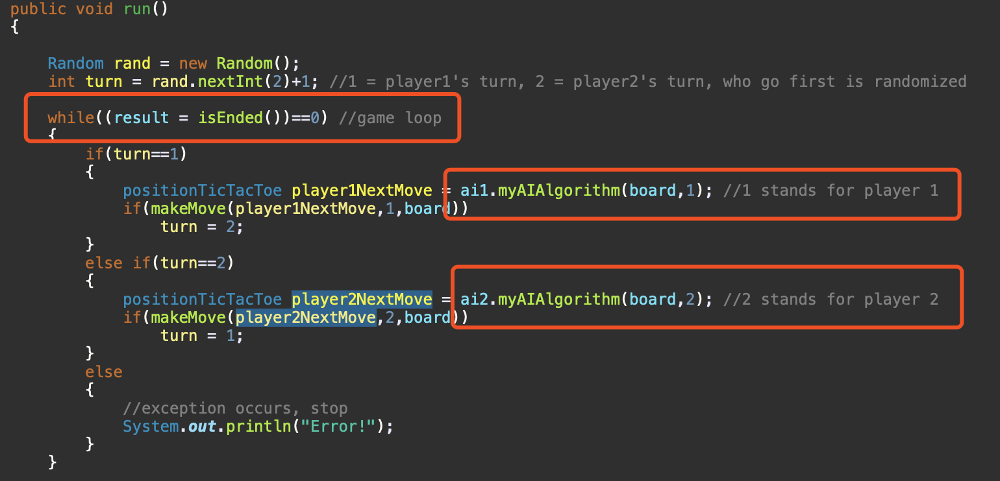 public void run()
{
Random rand = new Random();
int turn = rand.nextInt(2)+1; //1 = player1's turn, 2 = player2's turn, who go first is randomized
while((result = isEnded())==0) //game loop
{
if(turn==1)
{
positionTicTacToe player1NextMove = ai1.myAIAlgorithm(board,1); //1 stands for player 1
if(makeMove(player1NextMove,1,board))
turn = 2;
}
else if(turn==2)
{
positionTicTacToe player2NextMove = ai2.myAIAlgorithm(board,2); //2 stands for player 2
if(makeMove(player2NextMove,2,board))
turn = 1;
}
else
{
//exception occurs, stop
System.out.println("Error!");
}
}